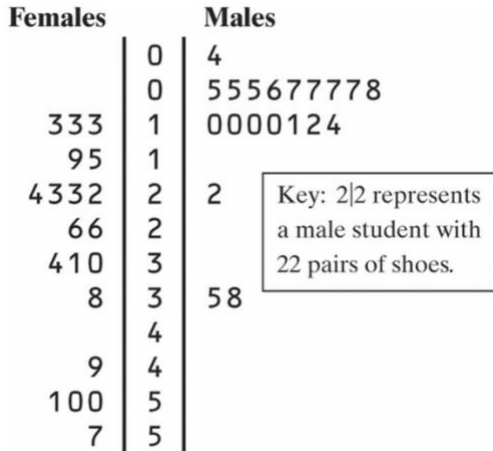 Females Males
0 4
0 555677778
333 1 0000124
95 1
4332 2 2
66 2
410 3
8 3 58
4
9 4
100 5
7 5
Key: 2|2 represents
a male student with
22 pairs of shoes.